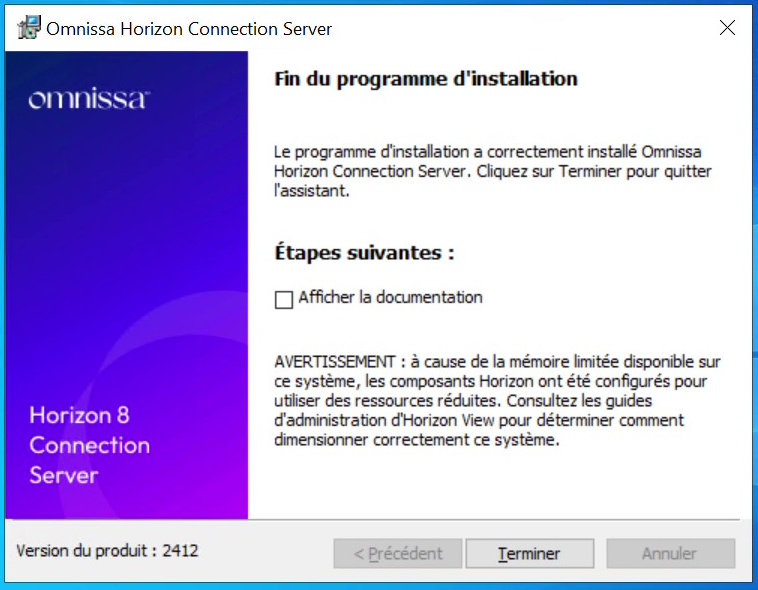 Omnissa Horizon Connection Server
omnissa™
Fin du programme d'installation
Le programme d'installation a correctement installé Omnissa
Horizon Connection Server. Cliquez sur Terminer pour quitter
l'assistant.
Étapes suivantes :
Afficher la documentation
AVERTISSEMENT : à cause de la mémoire limitée disponible sur
ce système, les composants Horizon ont été configurés pour
utiliser des ressources réduites. Consultez les guides
d'administration d'Horizon View pour déterminer comment
dimensionner correctement ce système.
Horizon 8
Connection
Server
Version du produit : 2412
< Précédent
Terminer
Annuler